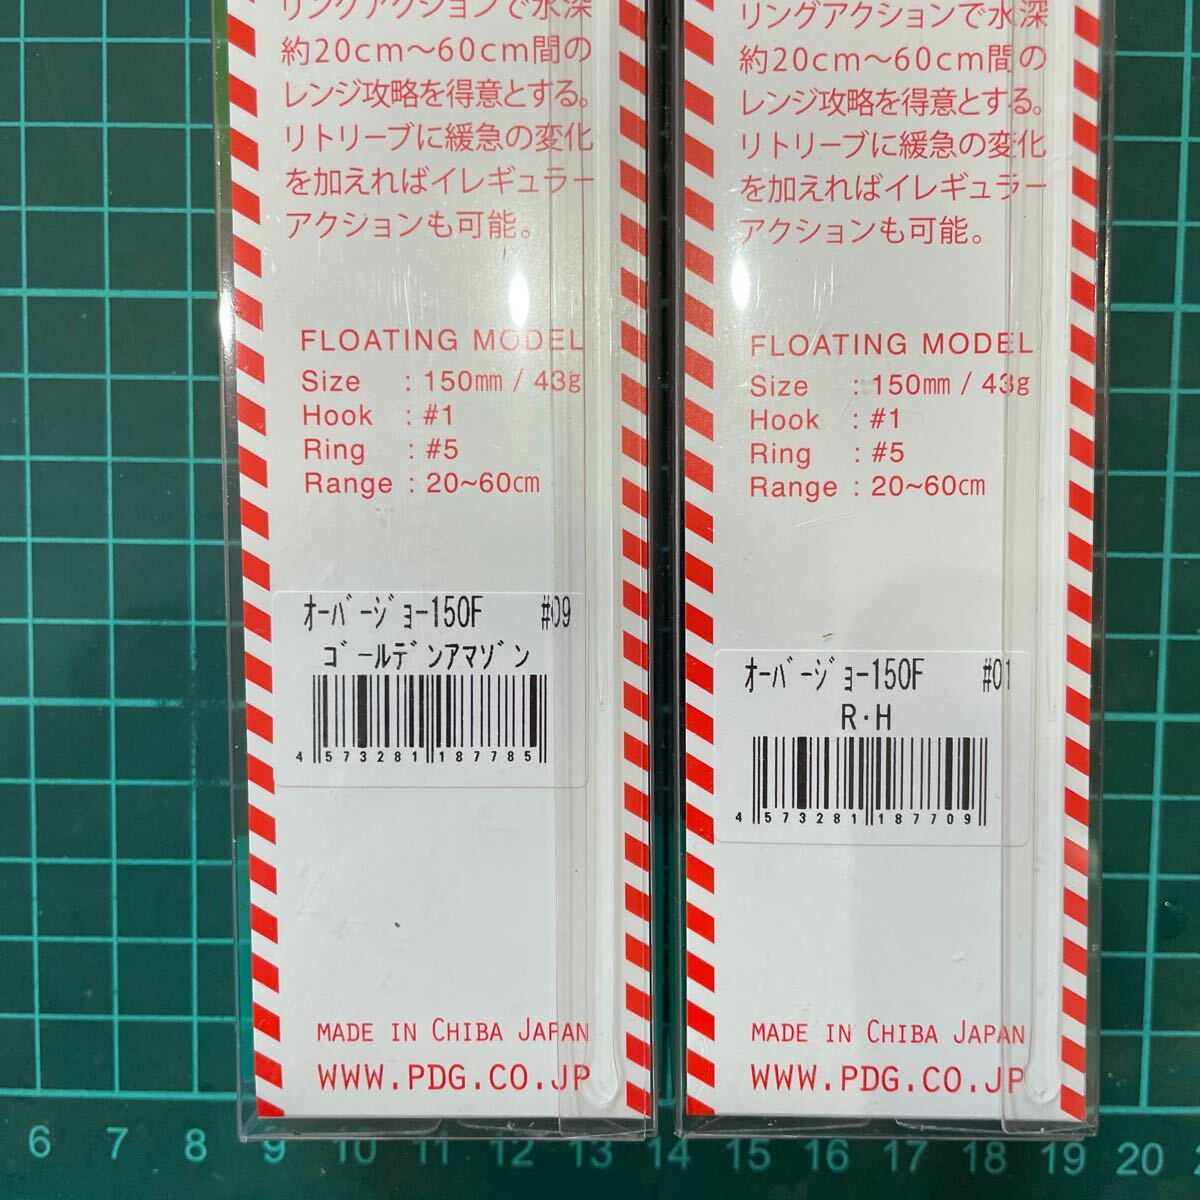 リングアクションで水深
約20cm～60cm間の
レンジ攻略を得意とする。
リトリーブに緩急の変化
を加えればイレギュラー
アクションも可能。
FLOATING MODEL
Size : 150mm / 43g
Hook : #1
Ring : #5
Range : 20~60cm
ｵｰﾊﾞｰｼﾞｮｰ150F #09
ｺﾞｰﾙﾃﾞﾝｱﾏｿﾞﾝ
4 573281 187785
MADE IN CHIBA JAPAN
WWW.PDG.CO.JP
リングアクションで水深
約20cm～60cm間の
レンジ攻略を得意とする。
リトリーブに緩急の変化
を加えればイレギュラー
アクションも可能。
FLOATING MODEL
Size : 150mm / 43g
Hook : #1
Ring : #5
Range : 20~60cm
ｵｰﾊﾞｰｼﾞｮｰ150F #01
R・H
4 573281 187709
MADE IN CHIBA JAPAN
WWW.PDG.CO.JP
6 7 8 9 10 11 12 13 14 15 16 17 18 19 20